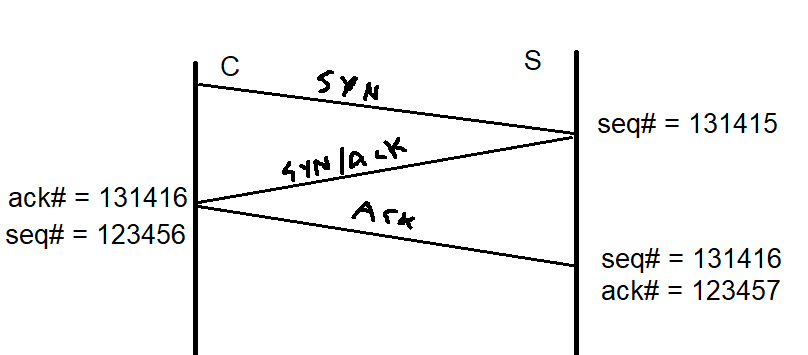 C
S
SYN
seq# = 131415
SYN/ACK
ack# = 131416
seq# = 123456
ACK
seq# = 131416
ack# = 123457